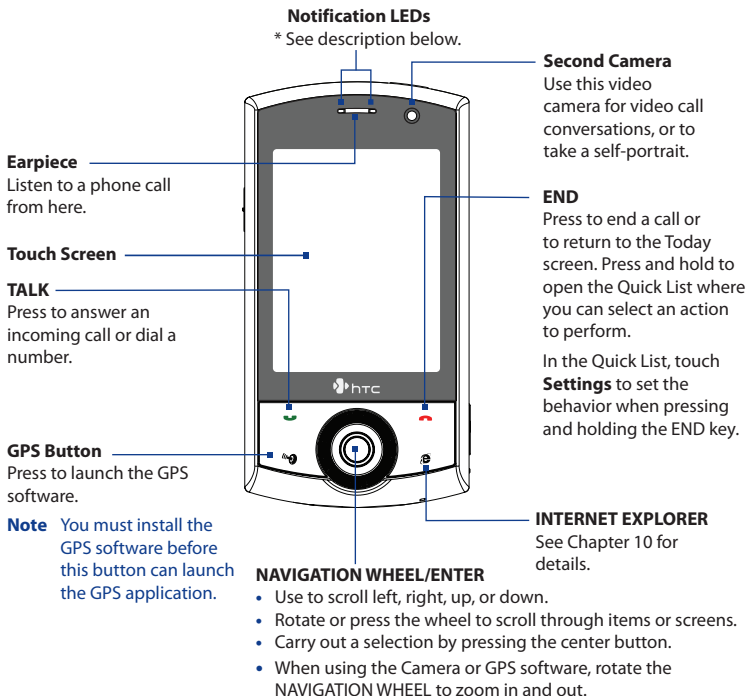 Notification LEDs
* See description below.
Second Camera
Use this video
camera for video call
conversations, or to
take a self-portrait.
Earpiece
Listen to a phone call
from here.
END
Press to end a call or
to return to the Today
screen. Press and hold to
open the Quick List where
you can select an action
to perform.
In the Quick List, touch
Settings to set the
behavior when pressing
and holding the END key.
Touch Screen
TALK
Press to answer an
incoming call or dial a
number.
hTC
GPS Button
Press to launch the GPS
software.
Note You must install the
GPS software before
this button can launch
the GPS application.
INTERNET EXPLORER
See Chapter 10 for
details.
NAVIGATION WHEEL/ENTER
• Use to scroll left, right, up, or down.
• Rotate or press the wheel to scroll through items or screens.
• Carry out a selection by pressing the center button.
• When using the Camera or GPS software, rotate the
NAVIGATION WHEEL to zoom in and out.